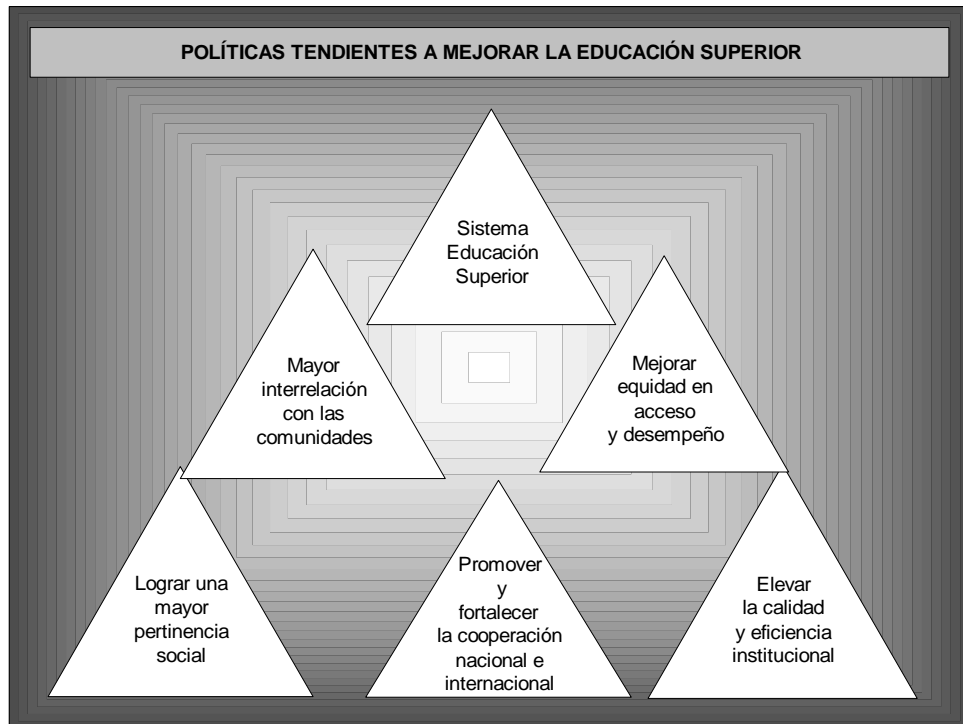 POLÍTICAS TENDIENTES A MEJORAR LA EDUCACIÓN SUPERIOR
Sistema
Educación
Superior
Mayor
interrelación
con las
comunidades
Mejorar
equidad en
acceso
y desempeño
Lograr una
mayor
pertinencia
social
Promover
y
fortalecer
la cooperación
nacional e
internacional
Elevar
la calidad
y eficiencia
institucional